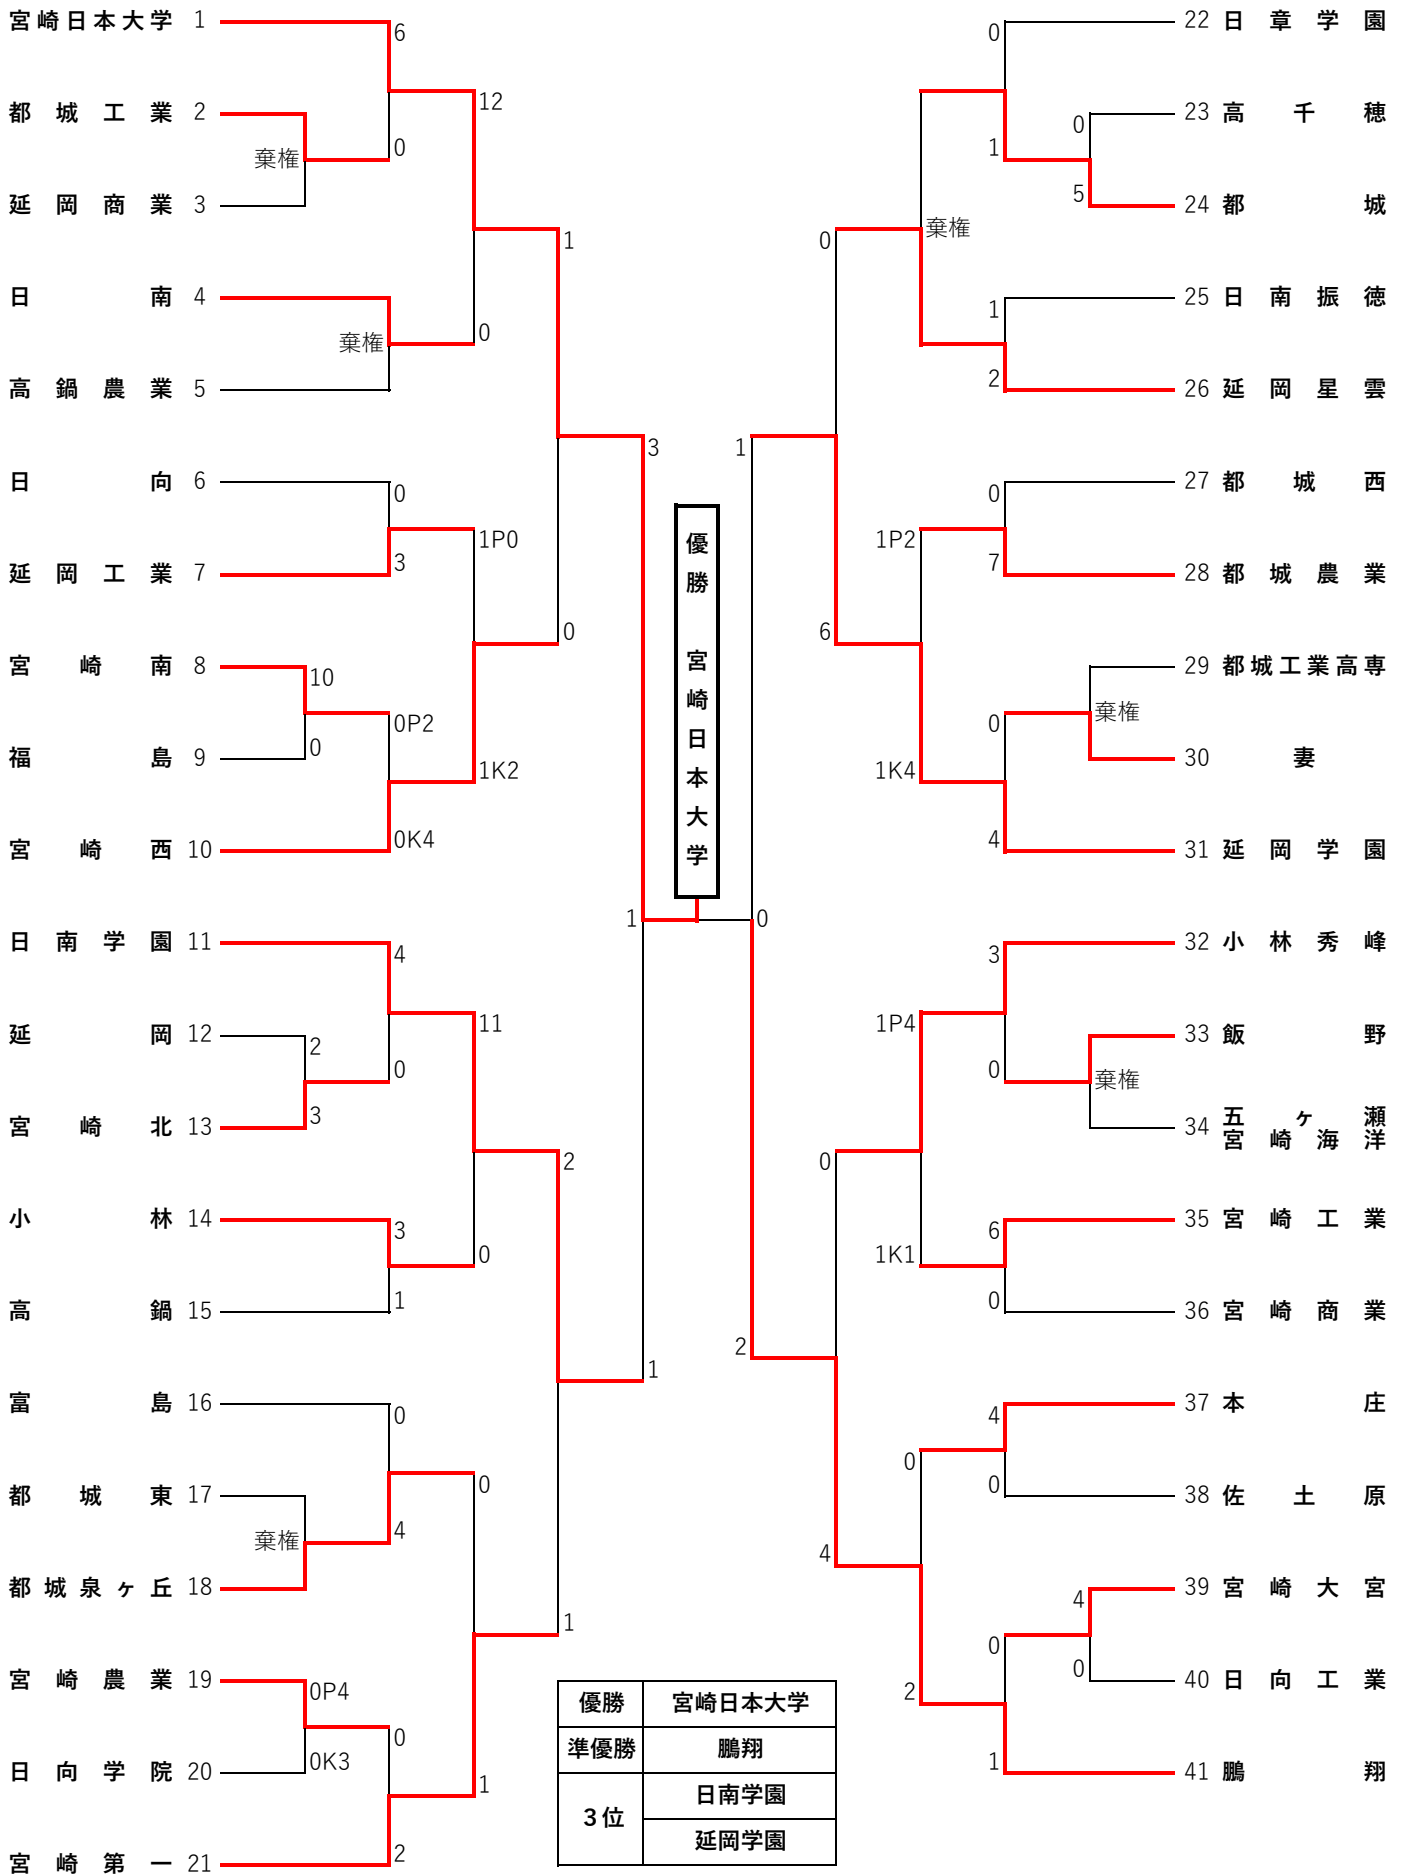 宮崎日本大学 1
都城工業 2
延岡商業 3
日南 4
高鍋農業 5
日向 6
延岡工業 7
宮崎南 8
福島 9
宮崎西 10
日南学園 11
延岡 12
宮崎北 13
小林 14
高鍋 15
富島 16
都城東 17
都城泉ヶ丘 18
宮崎農業 19
日向学院 20
宮崎第一 21
棄権
10
0
2
3
棄権
0P4
0K3
6
0
棄権
0
3
0P2
0K4
4
0
3
1
0
4
0
2
12
0
1P0
1K2
11
0
0
1
1
0
2
1
3
1
1
優勝 宮崎日本大学
0
1
2
0
6
0
4
棄権
1P2
1K4
1P4
1K1
0
2
0
1
1
2
0
7
0
4
3
0
6
0
4
0
0
1
0
5
棄権
棄権
4
0
22 日章学園
23 高千穂
24 都城
25 日南振徳
26 延岡星雲
27 都城西
28 都城農業
29 都城工業高専
30 妻
31 延岡学園
32 小林秀峰
33 飯野
34 五ヶ瀬
宮崎海洋
35 宮崎工業
36 宮崎商業
37 本庄
38 佐土原
39 宮崎大宮
40 日向工業
41 鵬翔
優勝 宮崎日本大学
準優勝 鵬翔
3位 日南学園
延岡学園